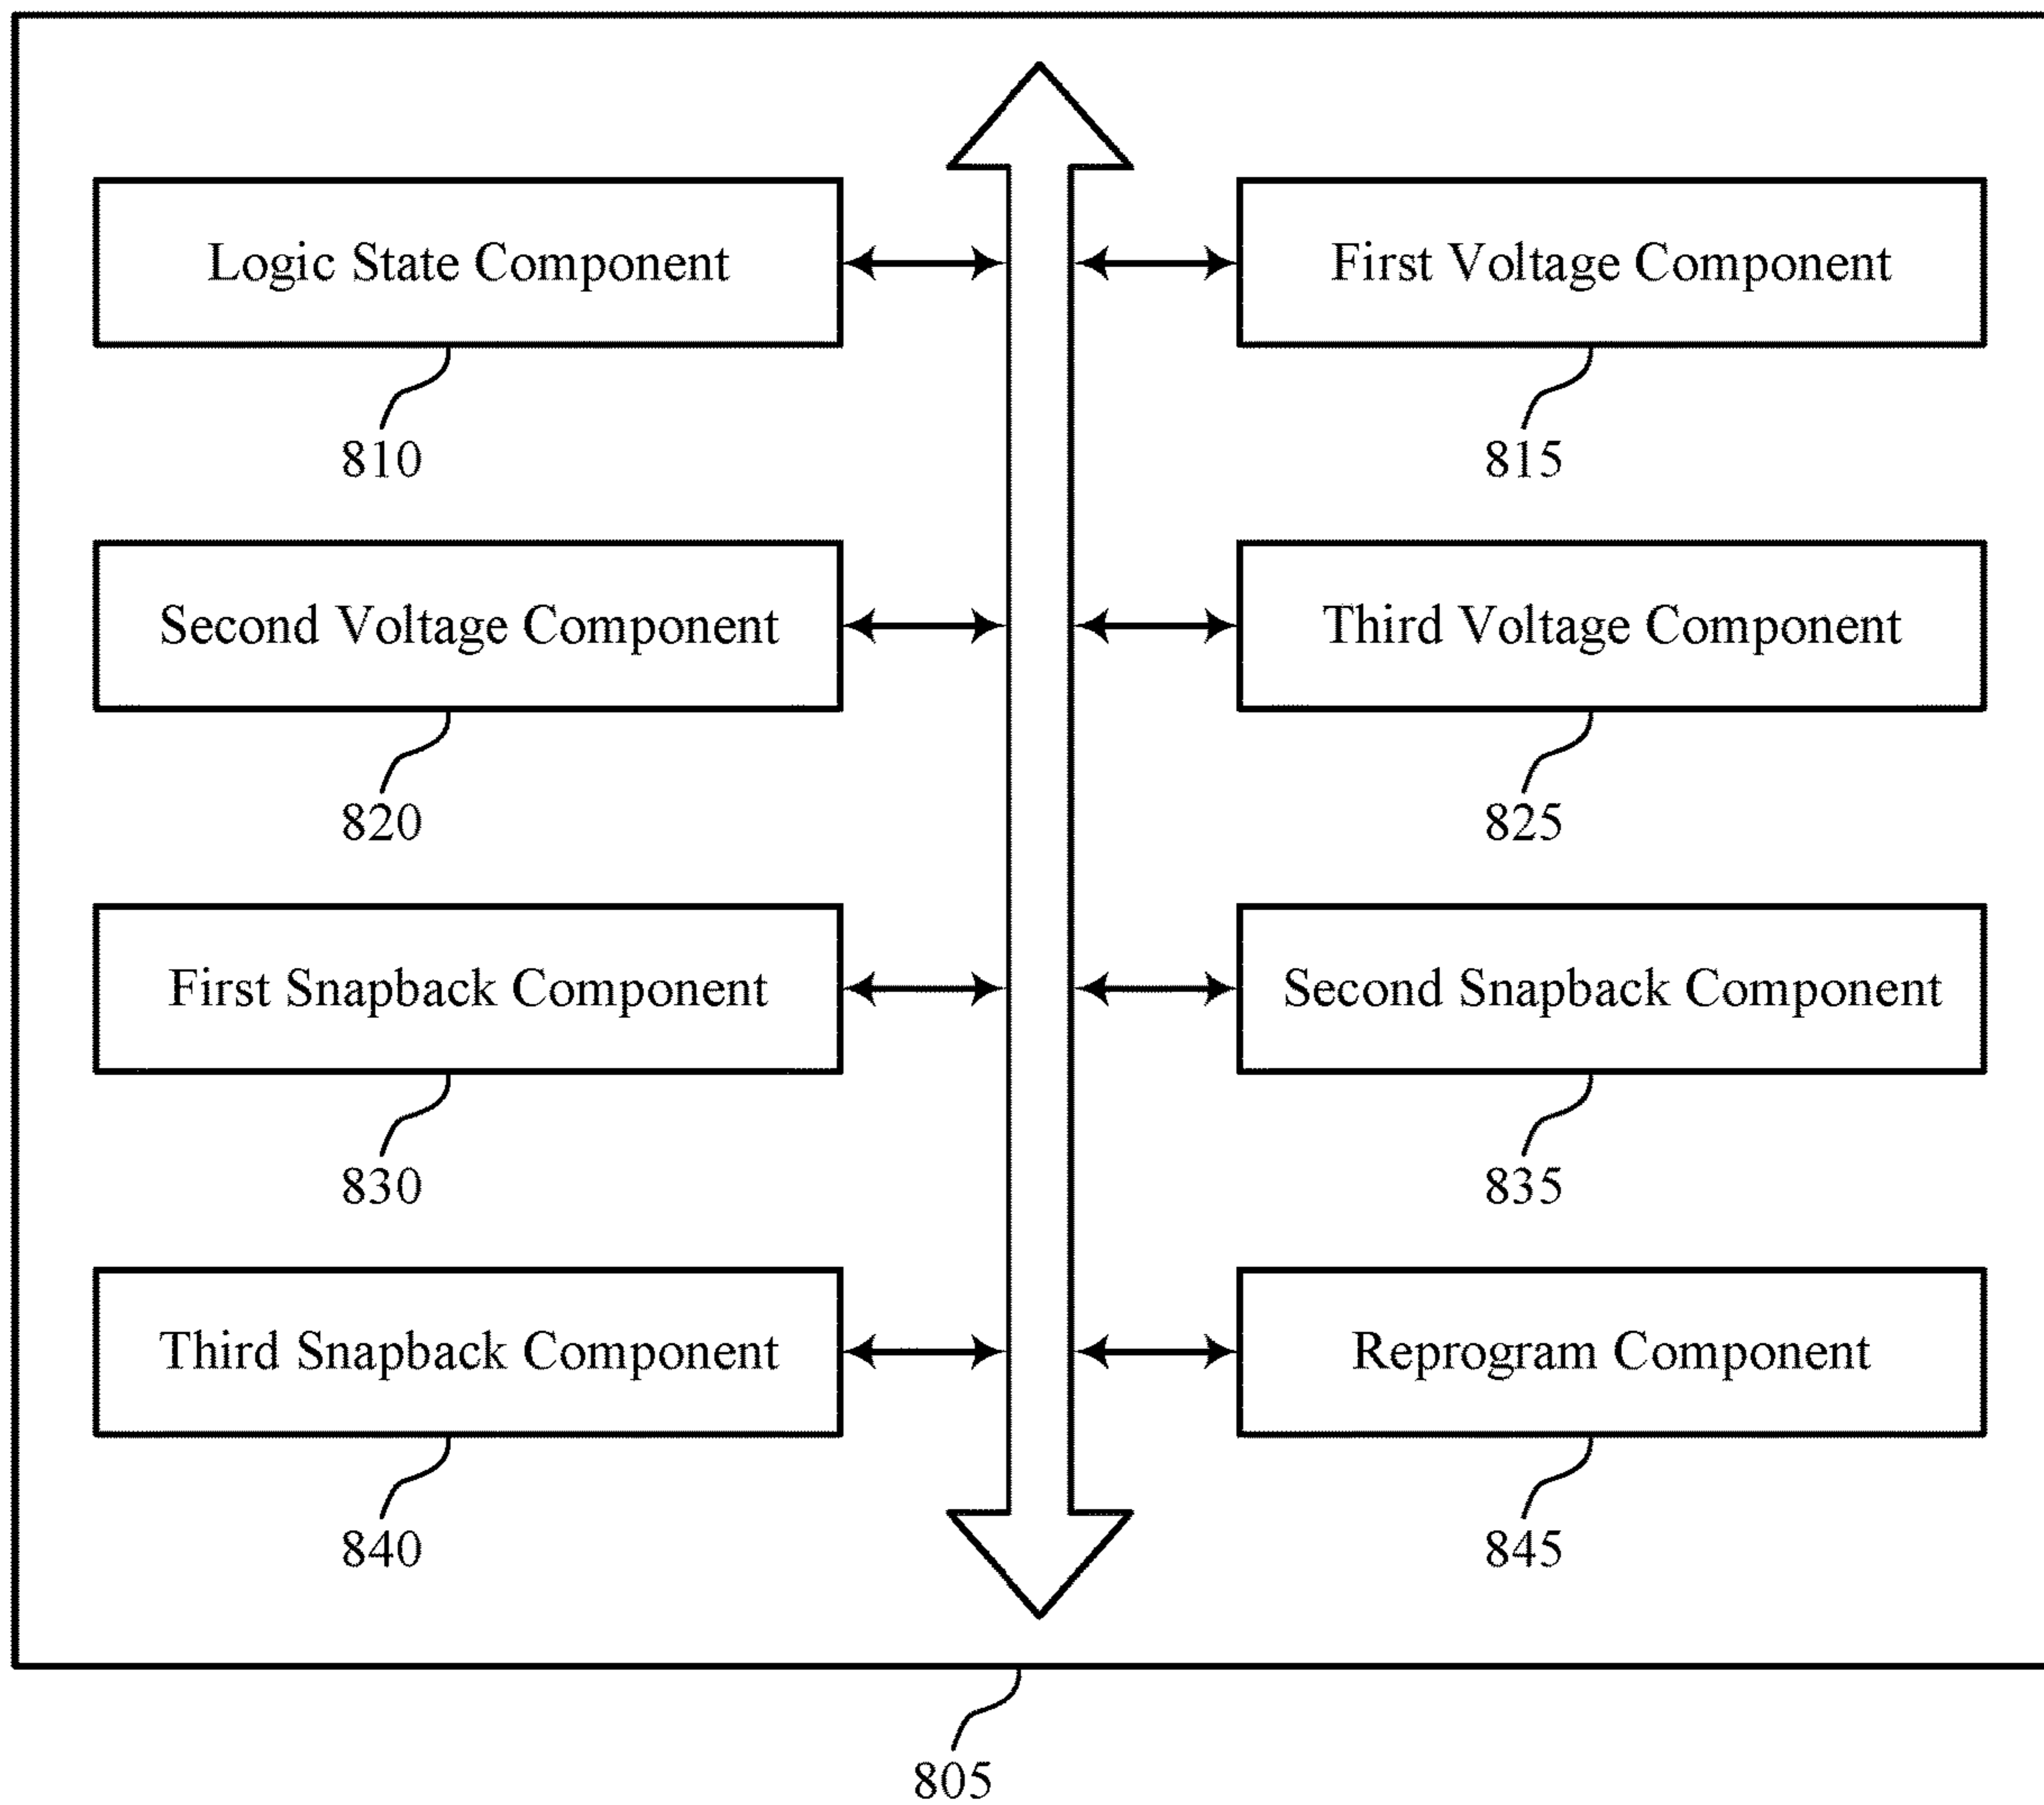 Logic State Component
First Voltage Component
810
815
Second Voltage Component
Third Voltage Component
820
825
First Snapback Component
Second Snapback Component
830
835
Third Snapback Component
Reprogram Component
840
845
805